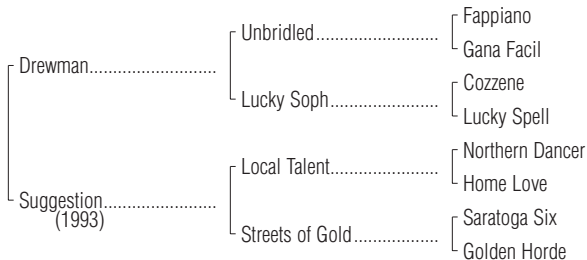 Fappiano
Unbridled
Gana Facil
Drewman
Cozzene
Lucky Soph
Lucky Spell
Northern Dancer
Local Talent
Home Love
Suggestion
(1993)
Saratoga Six
Streets of Gold
Golden Horde